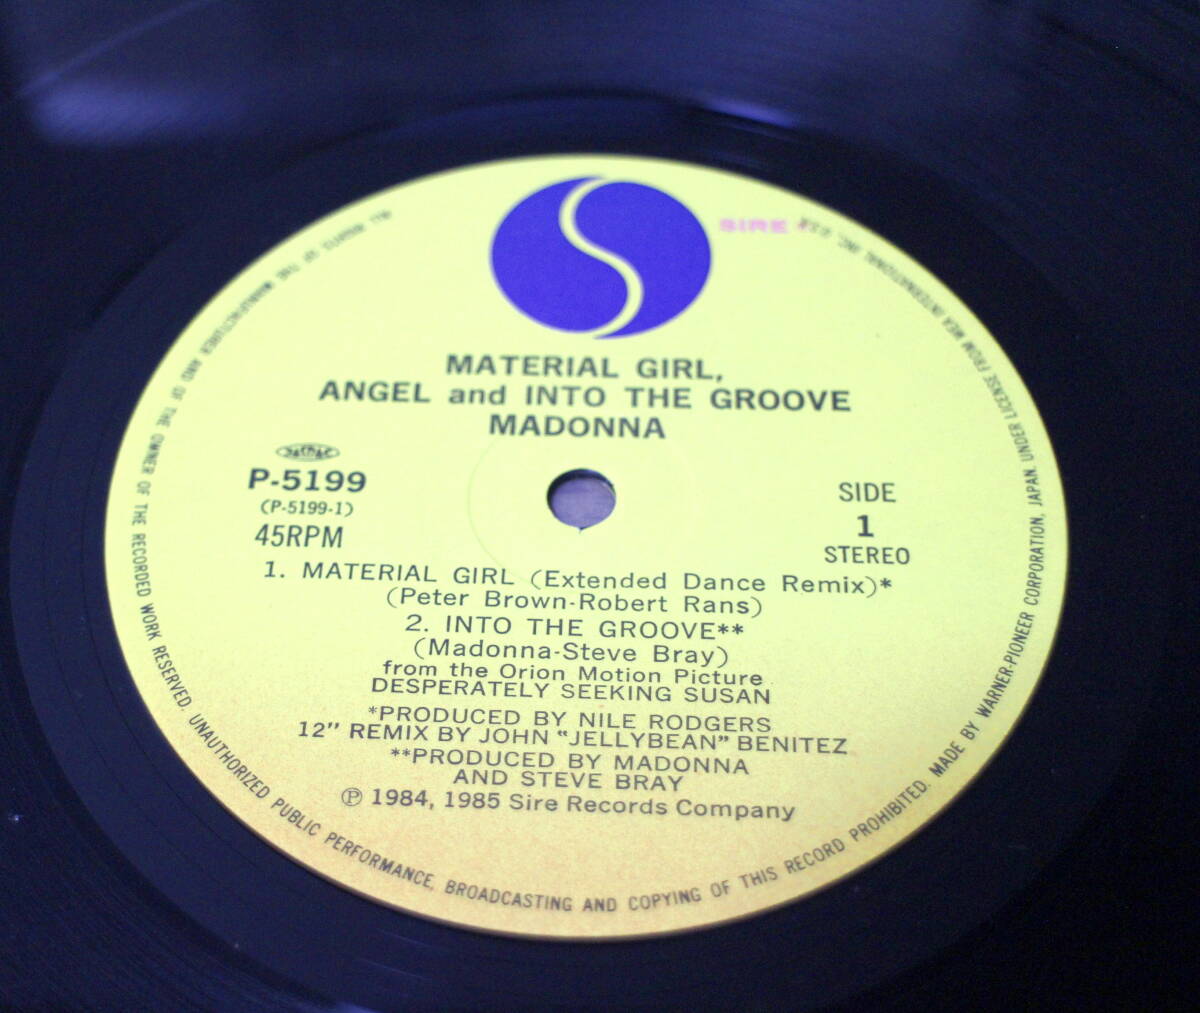 SIRE
MATERIAL GIRL,
ANGEL and INTO THE GROOVE
MADONNA
P-5199
(P-5199-1)
45RPM
SIDE
1
STEREO
1. MATERIAL GIRL (Extended Dance Remix)*
(Peter Brown-Robert Rans)
2. INTO THE GROOVE**
(Madonna-Steve Bray)
from the Orion Motion Picture
DESPERATELY SEEKING SUSAN
*PRODUCED BY NILE RODGERS
12" REMIX BY JOHN "JELLYBEAN" BENITEZ
**PRODUCED BY MADONNA
AND STEVE BRAY
Ⓟ 1984, 1985 Sire Records Company
ALL RIGHTS OF THE MANUFACTURER AND OF THE OWNER OF THE RECORDED WORK RESERVED. UNAUTHORIZED PUBLIC PERFORMANCE, BROADCASTING AND COPYING OF THIS RECORD PROHIBITED. MADE BY WARNER-PIONEER CORPORATION, JAPAN. UNDER LICENSE FROM WEA INTERNATIONAL INC., U.S.A.